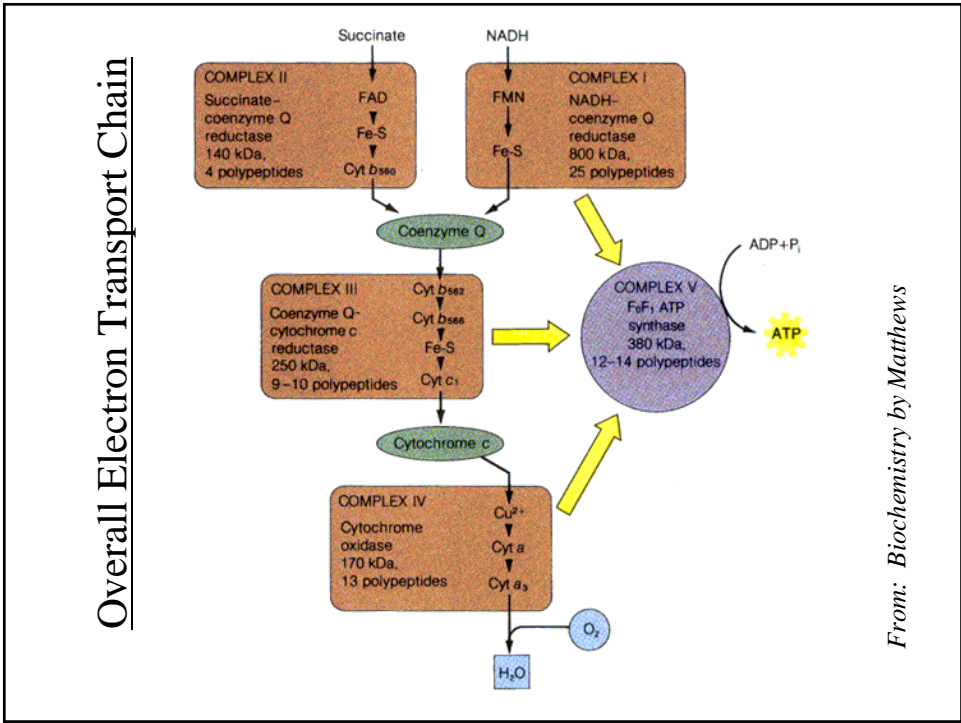 Overall Electron Transport Chain
Succinate
NADH
COMPLEX II
Succinate-
coenzyme Q
reductase
140 kDa,
4 polypeptides
FAD
Fe-S
Cyt b560
COMPLEX I
NADH-
coenzyme Q
reductase
800 kDa,
25 polypeptides
FMN
Fe-S
Coenzyme Q
COMPLEX III
Coenzyme Q-
cytochrome c
reductase
250 kDa,
9-10 polypeptides
Cyt b562
Cyt b566
Fe-S
Cyt c1
Cytochrome c
COMPLEX IV
Cytochrome
oxidase
170 kDa,
13 polypeptides
Cu2+
Cyt a
Cyt a3
O2
H2O
COMPLEX V
F0F1 ATP
synthase
380 kDa,
12-14 polypeptides
ADP+Pi
ATP
From: Biochemistry by Matthews